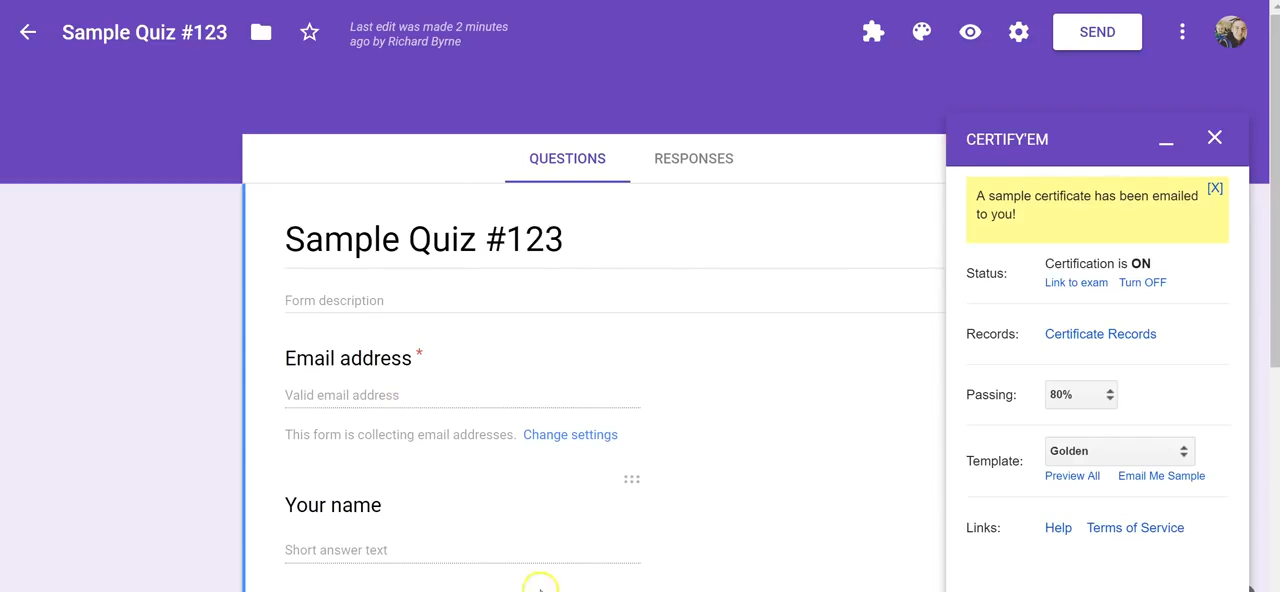 Sample Quiz #123
Last edit was made 2 minutes
ago by Richard Byrne
SEND
QUESTIONS
RESPONSES
Sample Quiz #123
Form description
Email address *
Valid email address
This form is collecting email addresses. Change settings
Your name
Short answer text
CERTIFY'EM
A sample certificate has been emailed
to you!
[X]
Status:
Certification is ON
Link to exam Turn OFF
Records:
Certificate Records
Passing:
80%
Template:
Golden
Preview All Email Me Sample
Links:
Help Terms of Service